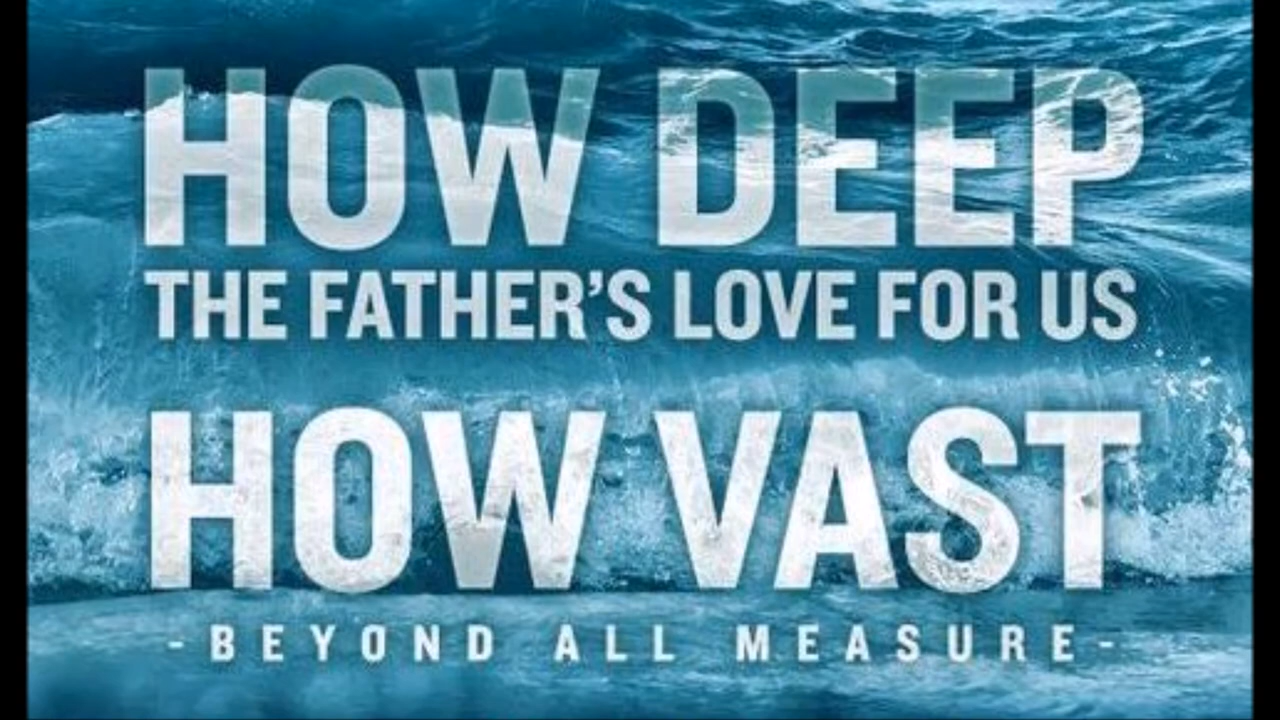 HOW DEEP
THE FATHER’S LOVE FOR US
HOW VAST
-BEYOND ALL MEASURE-